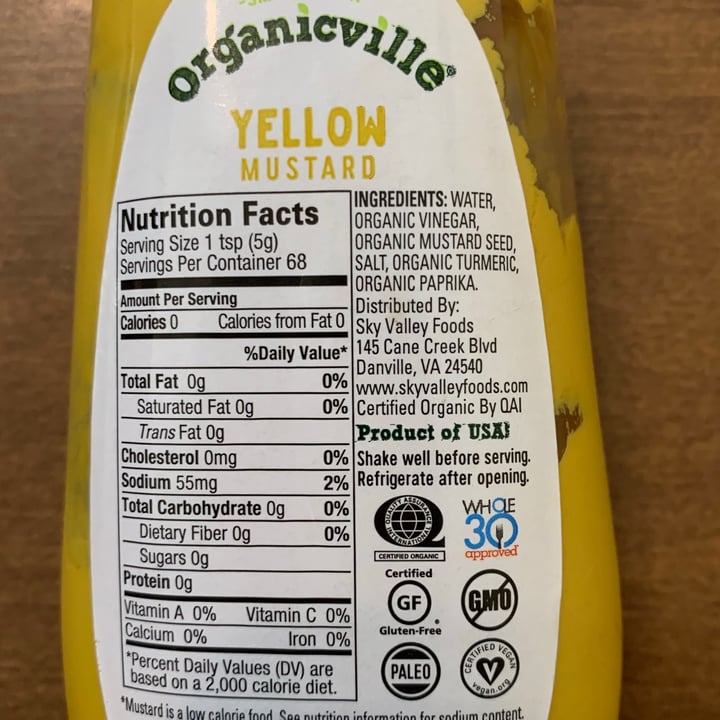 Organicville
YELLOW
MUSTARD
Nutrition Facts
Serving Size 1 tsp (5g)
Servings Per Container 68
Amount Per Serving
Calories 0 Calories from Fat 0
%Daily Value*
Total Fat 0g 0%
Saturated Fat 0g 0%
Trans Fat 0g
Cholesterol 0mg 0%
Sodium 55mg 2%
Total Carbohydrate 0g 0%
Dietary Fiber 0g 0%
Sugars 0g
Protein 0g
Vitamin A 0% Vitamin C 0%
Calcium 0% Iron 0%
*Percent Daily Values (DV) are
based on a 2,000 calorie diet.
INGREDIENTS: WATER,
ORGANIC VINEGAR,
ORGANIC MUSTARD SEED,
SALT, ORGANIC TURMERIC,
ORGANIC PAPRIKA.
Distributed By:
Sky Valley Foods
145 Cane Creek Blvd
Danville, VA 24540
www.skyvalleyfoods.com
Certified Organic By QAI
Product of USA!
Shake well before serving.
Refrigerate after opening.
QUALITY ASSURANCE
INTERNATIONAL
CERTIFIED ORGANIC
WHOLE
30
approved
Certified
GF
Gluten-Free
GMO
PALEO
CERTIFIED VEGAN
V
vegan.org
*Mustard is a low calorie food. See nutrition information for sodium content.